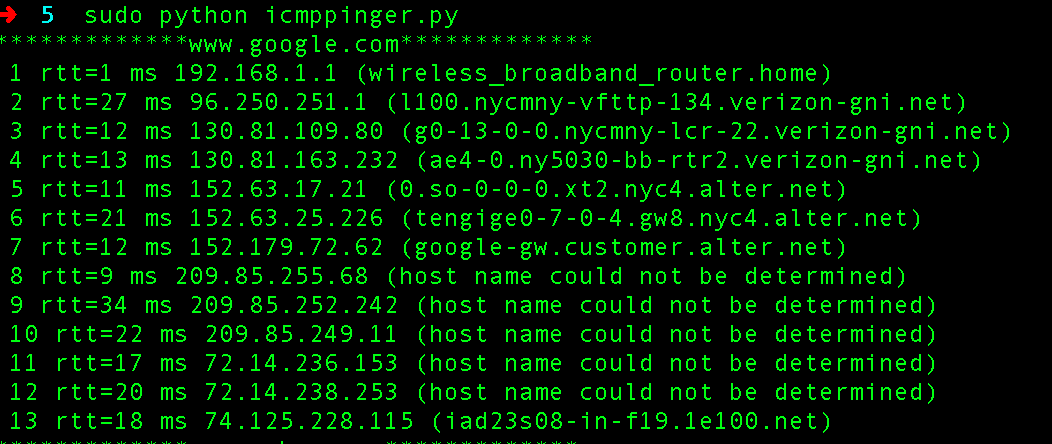 ➜ 5 sudo python icmppinger.py
*************www.google.com*************
1 rtt=1 ms 192.168.1.1 (wireless_broadband_router.home)
2 rtt=27 ms 96.250.251.1 (l100.nycmny-vfttp-134.verizon-gni.net)
3 rtt=12 ms 130.81.109.80 (g0-13-0-0.nycmny-lcr-22.verizon-gni.net)
4 rtt=13 ms 130.81.163.232 (ae4-0.ny5030-bb-rtr2.verizon-gni.net)
5 rtt=11 ms 152.63.17.21 (0.so-0-0-0.xt2.nyc4.alter.net)
6 rtt=21 ms 152.63.25.226 (tengige0-7-0-4.gw8.nyc4.alter.net)
7 rtt=12 ms 152.179.72.62 (google-gw.customer.alter.net)
8 rtt=9 ms 209.85.255.68 (host name could not be determined)
9 rtt=34 ms 209.85.252.242 (host name could not be determined)
10 rtt=22 ms 209.85.249.11 (host name could not be determined)
11 rtt=17 ms 72.14.236.153 (host name could not be determined)
12 rtt=20 ms 72.14.238.253 (host name could not be determined)
13 rtt=18 ms 74.125.228.115 (iad23s08-in-f19.1e100.net)